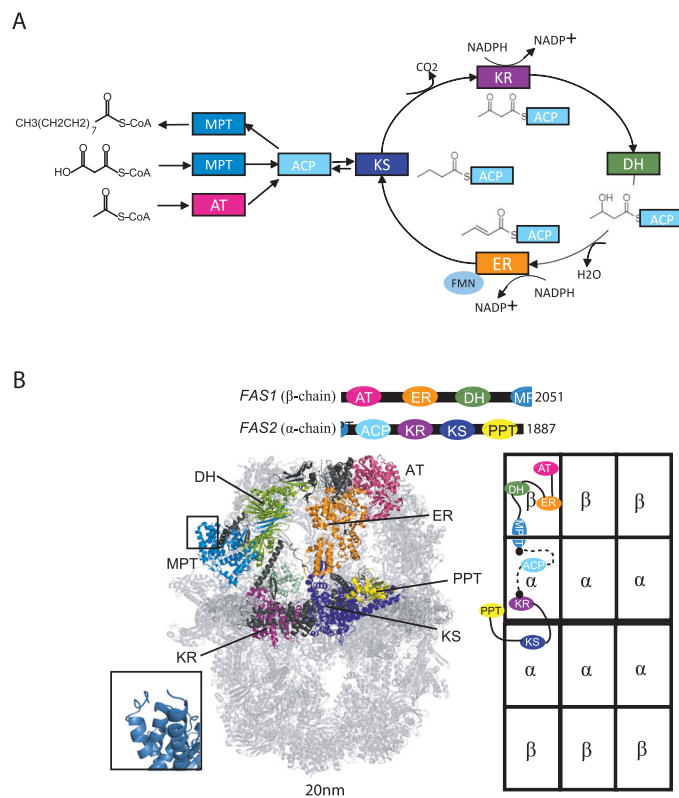 A
NADPH
NADP+
CO2
KR
O
O
O
S
ACP
CH3(CH2CH2)
7
S-CoA
MPT
O
O
HO
S-CoA
MPT
ACP
KS
O
S
ACP
DH
O
S-CoA
AT
OH
O
S
ACP
O
S
ACP
ER
FMN
H2O
NADP+
NADPH
B
FAS1 (β-chain)
AT
ER
DH
MP
2051
FAS2 (α-chain)
PT
ACP
KR
KS
PPT
1887
DH
AT
ER
MPT
PPT
KS
KR
20nm
AT
DH
β
ER
β
β
ACP
α
α
α
PPT
KR
KS
α
α
α
β
β
β